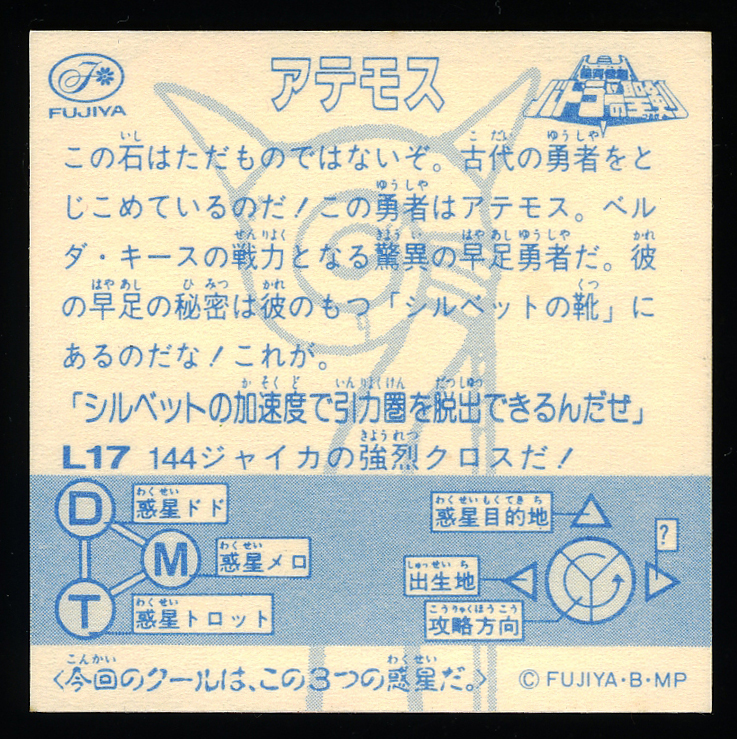 FUJIYA
アテモス
バトゴーの聖剣
この石はただものではないぞ。古代の勇者をと
じこめているのだ！この勇者はアテモス。ベル
ダ・キースの戦力となる驚異の早足勇者だ。彼
の早足の秘密は彼のもつ「シルベットの靴」に
あるのだな！これが。
「シルベットの加速度で引力圏を脱出できるんだぜ」
L17 144ジャイカの強烈クロスだ！
D 惑星ドド
M 惑星メロ
T 惑星トロット
惑星目的地
?
出生地
攻略方向
〈今回のクールは、この3つの惑星だ。〉
©FUJIYA・B・MP